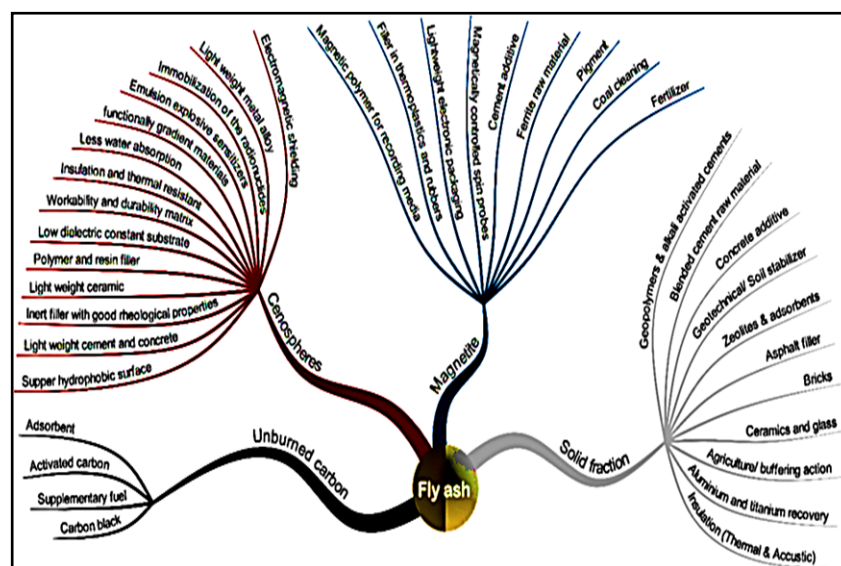 Electromagnetic shielding
Light weight metal alloy
Immobilization of the radionuclides
Emulsion explosive sensitizers
functionally gradient materials
Less water absorption
Insulation and thermal resistant
Workability and durability matrix
Low dielectric constant substrate
Polymer and resin filler
Light weight ceramic
Inert filler with good rheological properties
Light weight cement and concrete
Supper hydrophobic surface
Cenospheres
Magnetic polymer for recording media
Filler in thermoplastics and rubbers
Lightweight electronic packaging
Magnetically controlled spin probes
Cement additive
Ferrite raw material
Pigment
Coal cleaning
Fertilizer
Magnetite
Geopolymers & alkali activated cements
Blended cement raw material
Concrete additive
Geotechnical/ Soil stabilizer
Zeolites & adsorbents
Asphalt filler
Bricks
Ceramics and glass
Agriculture/ buffering action
Aluminium and titanium recovery
Insulation (Thermal & Accustic)
Solid fraction
Adsorbent
Activated carbon
Supplementary fuel
Carbon black
Unburned carbon
Fly ash